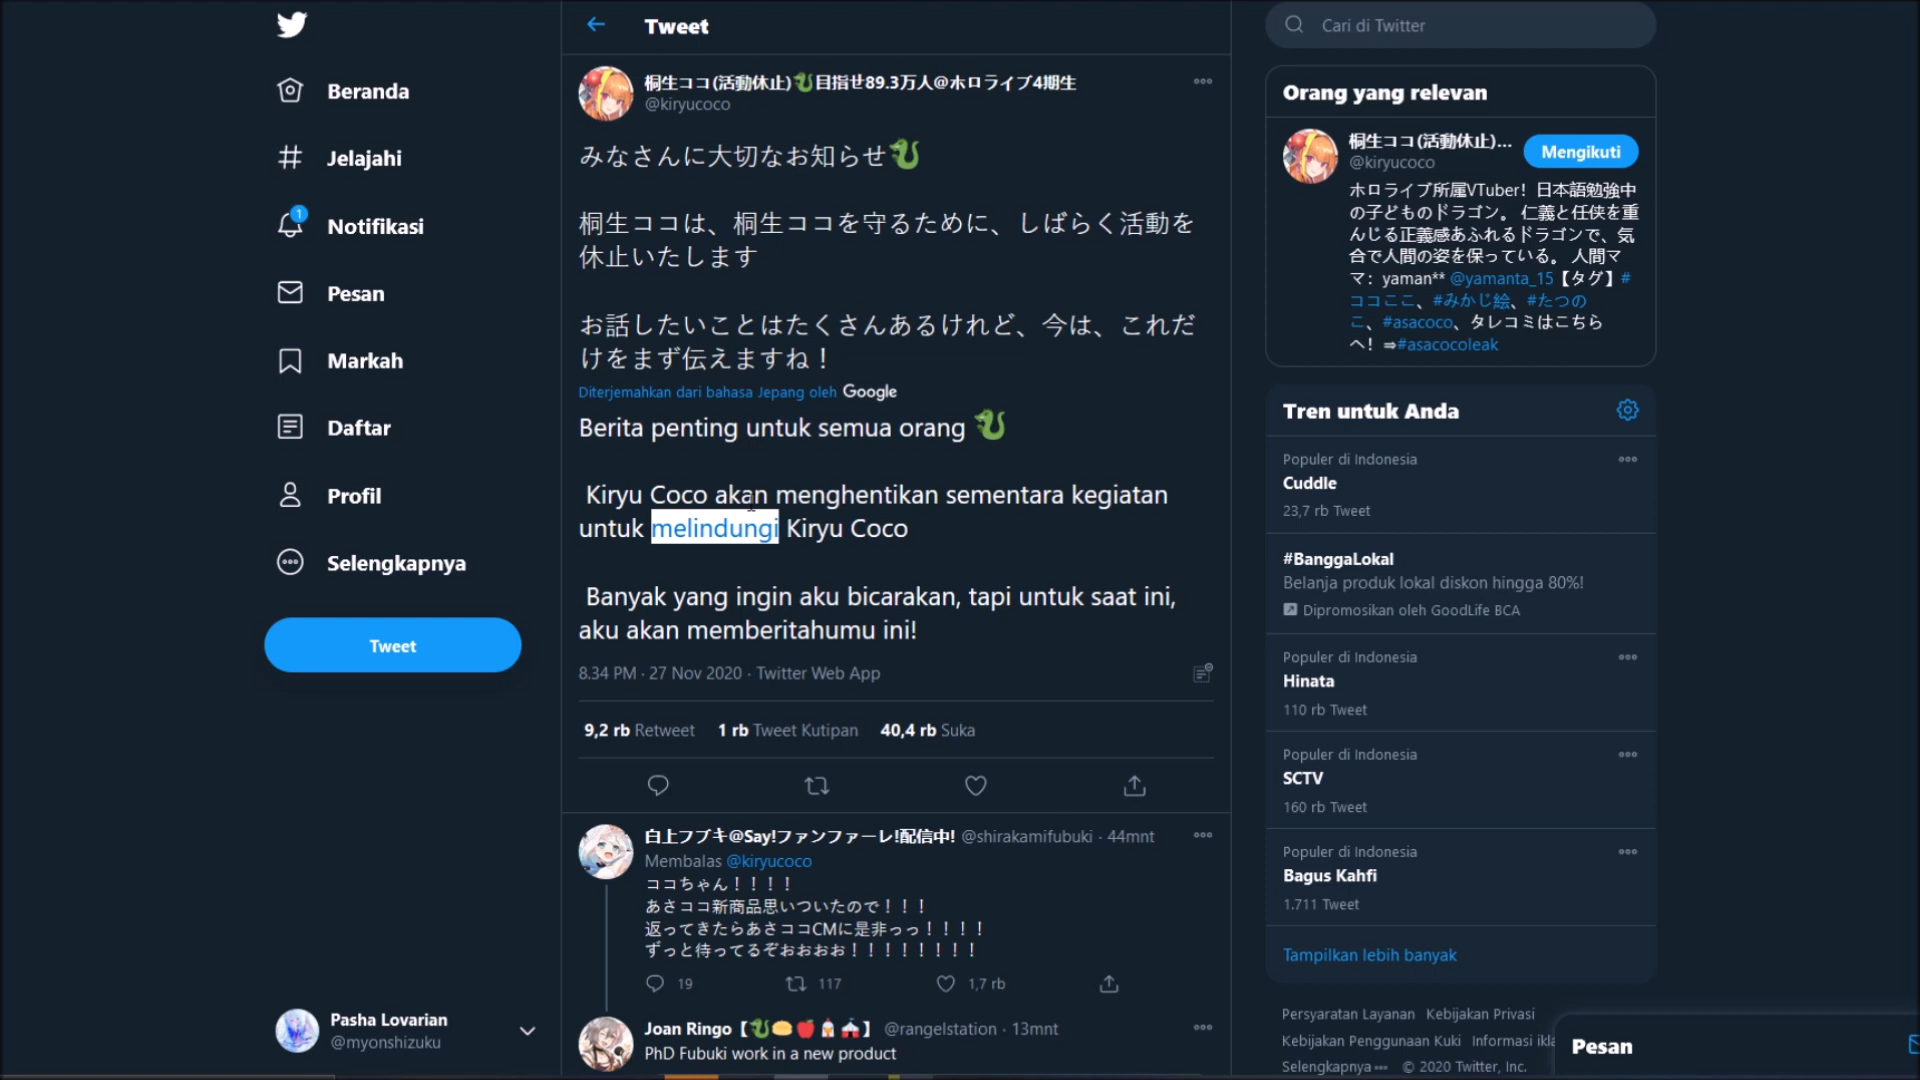 Beranda
Jelajahi
1
Notifikasi
Pesan
Markah
Daftar
Profil
Selengkapnya
Tweet
Pasha Lovarian
@myonshizuku
Tweet
桐生ココ(活動休止)🐉目指せ89.3万人@ホロライブ4期生
@kiryucoco
みなさんに大切なお知らせ🐉
桐生ココは、桐生ココを守るために、しばらく活動を
休止いたします
お話したいことはたくさんあるけれど、今は、これだ
けをまず伝えますね！
Diterjemahkan dari bahasa Jepang oleh Google
Berita penting untuk semua orang 🐉
Kiryu Coco akan menghentikan sementara kegiatan
untuk melindungi Kiryu Coco
Banyak yang ingin aku bicarakan, tapi untuk saat ini,
aku akan memberitahumu ini!
8.34 PM · 27 Nov 2020 · Twitter Web App
9,2 rb Retweet 1 rb Tweet Kutipan 40,4 rb Suka
白上フブキ@Say!ファンファーレ!配信中! @shirakamifubuki · 44mnt
Membalas @kiryucoco
ココちゃん！！！！
あさココ新商品思いついたので！！！
返ってきたらあさココCMに是非っっ！！！！
ずっと待ってるぞおおおお！！！！！！！！
19 117 1,7 rb
Joan Ringo【🐉🍔🍎🕯🎪】 @rangelstation · 13mnt
PhD Fubuki work in a new product
Cari di Twitter
Orang yang relevan
桐生ココ(活動休止)...
@kiryucoco
Mengikuti
ホロライブ所属VTuber！日本語勉強中
の子どものドラゴン。 仁義と任侠を重
んじる正義感あふれるドラゴンで、気
合で人間の姿を保っている。 人間マ
マ：yaman** @yamanta_15【タグ】#
ココここ、#みかじ絵、#たつの
こ、#asacoco、タレコミはこちら
へ！⇒#asacocoleak
Tren untuk Anda
Populer di Indonesia
Cuddle
23,7 rb Tweet
#BanggaLokal
Belanja produk lokal diskon hingga 80%!
Dipromosikan oleh GoodLife BCA
Populer di Indonesia
Hinata
110 rb Tweet
Populer di Indonesia
SCTV
160 rb Tweet
Populer di Indonesia
Bagus Kahfi
1.711 Tweet
Tampilkan lebih banyak
Persyaratan Layanan Kebijakan Privasi
Kebijakan Penggunaan Kuki Informasi ikla
Selengkapnya ••• © 2020 Twitter, Inc.
Pesan